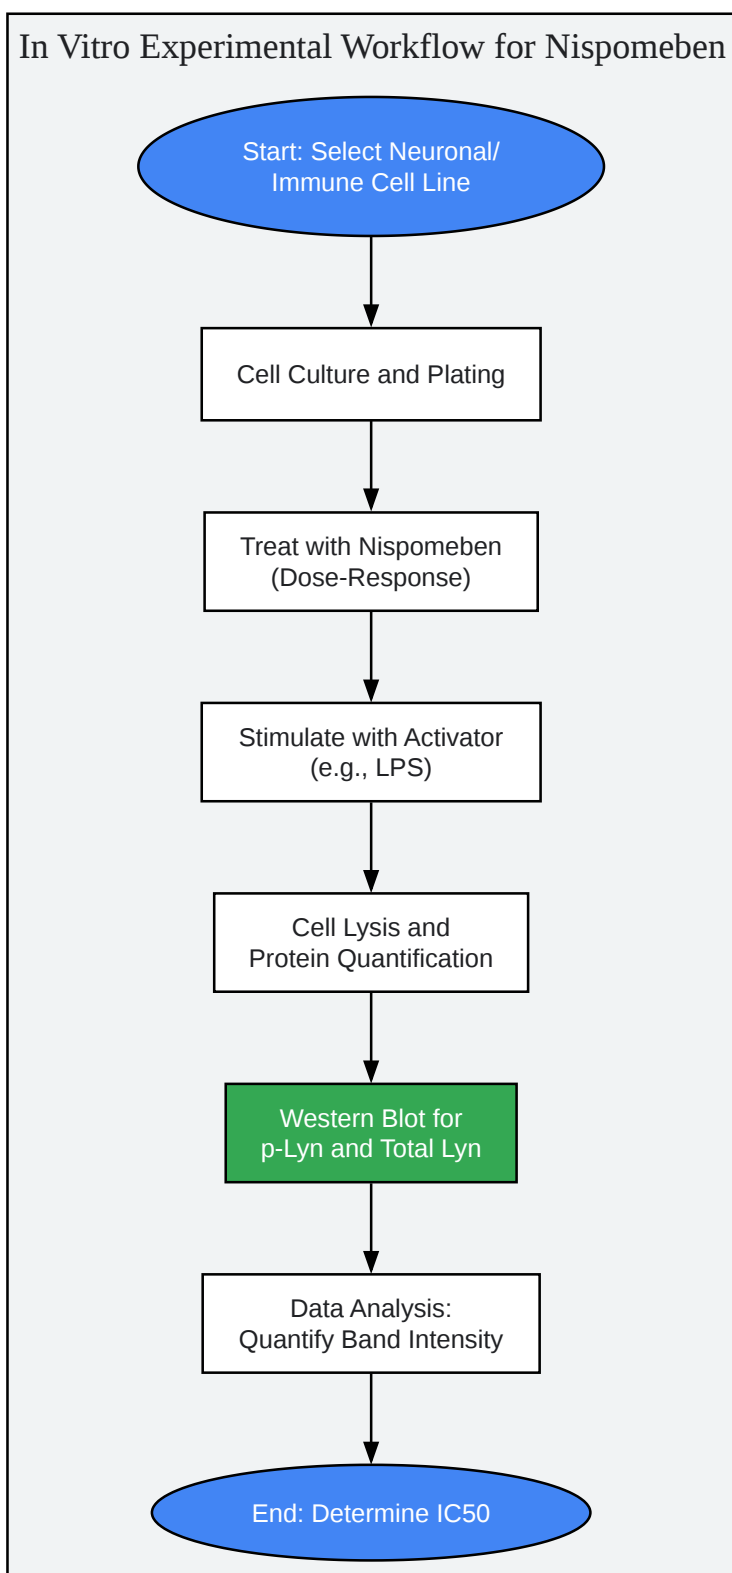 In Vitro Experimental Workflow for Nispomeben
Start: Select Neuronal/
Immune Cell Line
Cell Culture and Plating
Treat with Nispomeben
(Dose-Response)
Stimulate with Activator
(e.g., LPS)
Cell Lysis and
Protein Quantification
Western Blot for
p-Lyn and Total Lyn
Data Analysis:
Quantify Band Intensity
End: Determine IC50